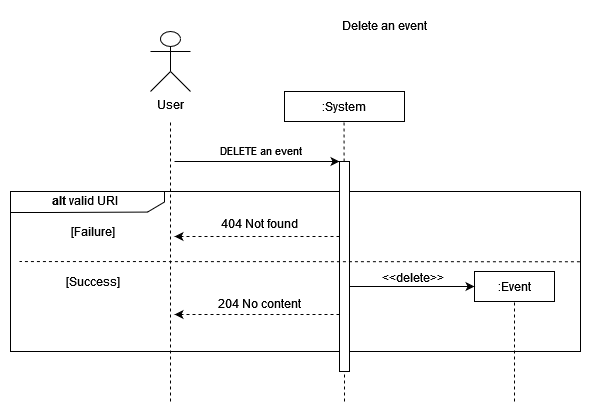 Delete an event
User
:System
DELETE an event
alt valid URI
404 Not found
[Failure]
[Success]
<<delete>>
:Event
204 No content